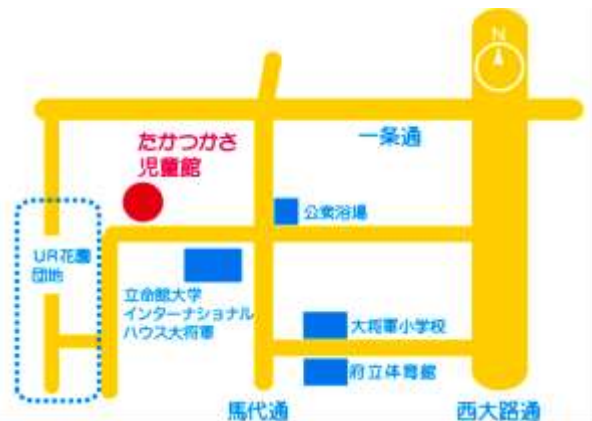 N
一条通
たかつかさ
児童館
公衆浴場
UR花園
団地
立命館大学
インターナショナル
ハウス大将軍
大将軍小学校
府立体育館
馬代通
西大路通